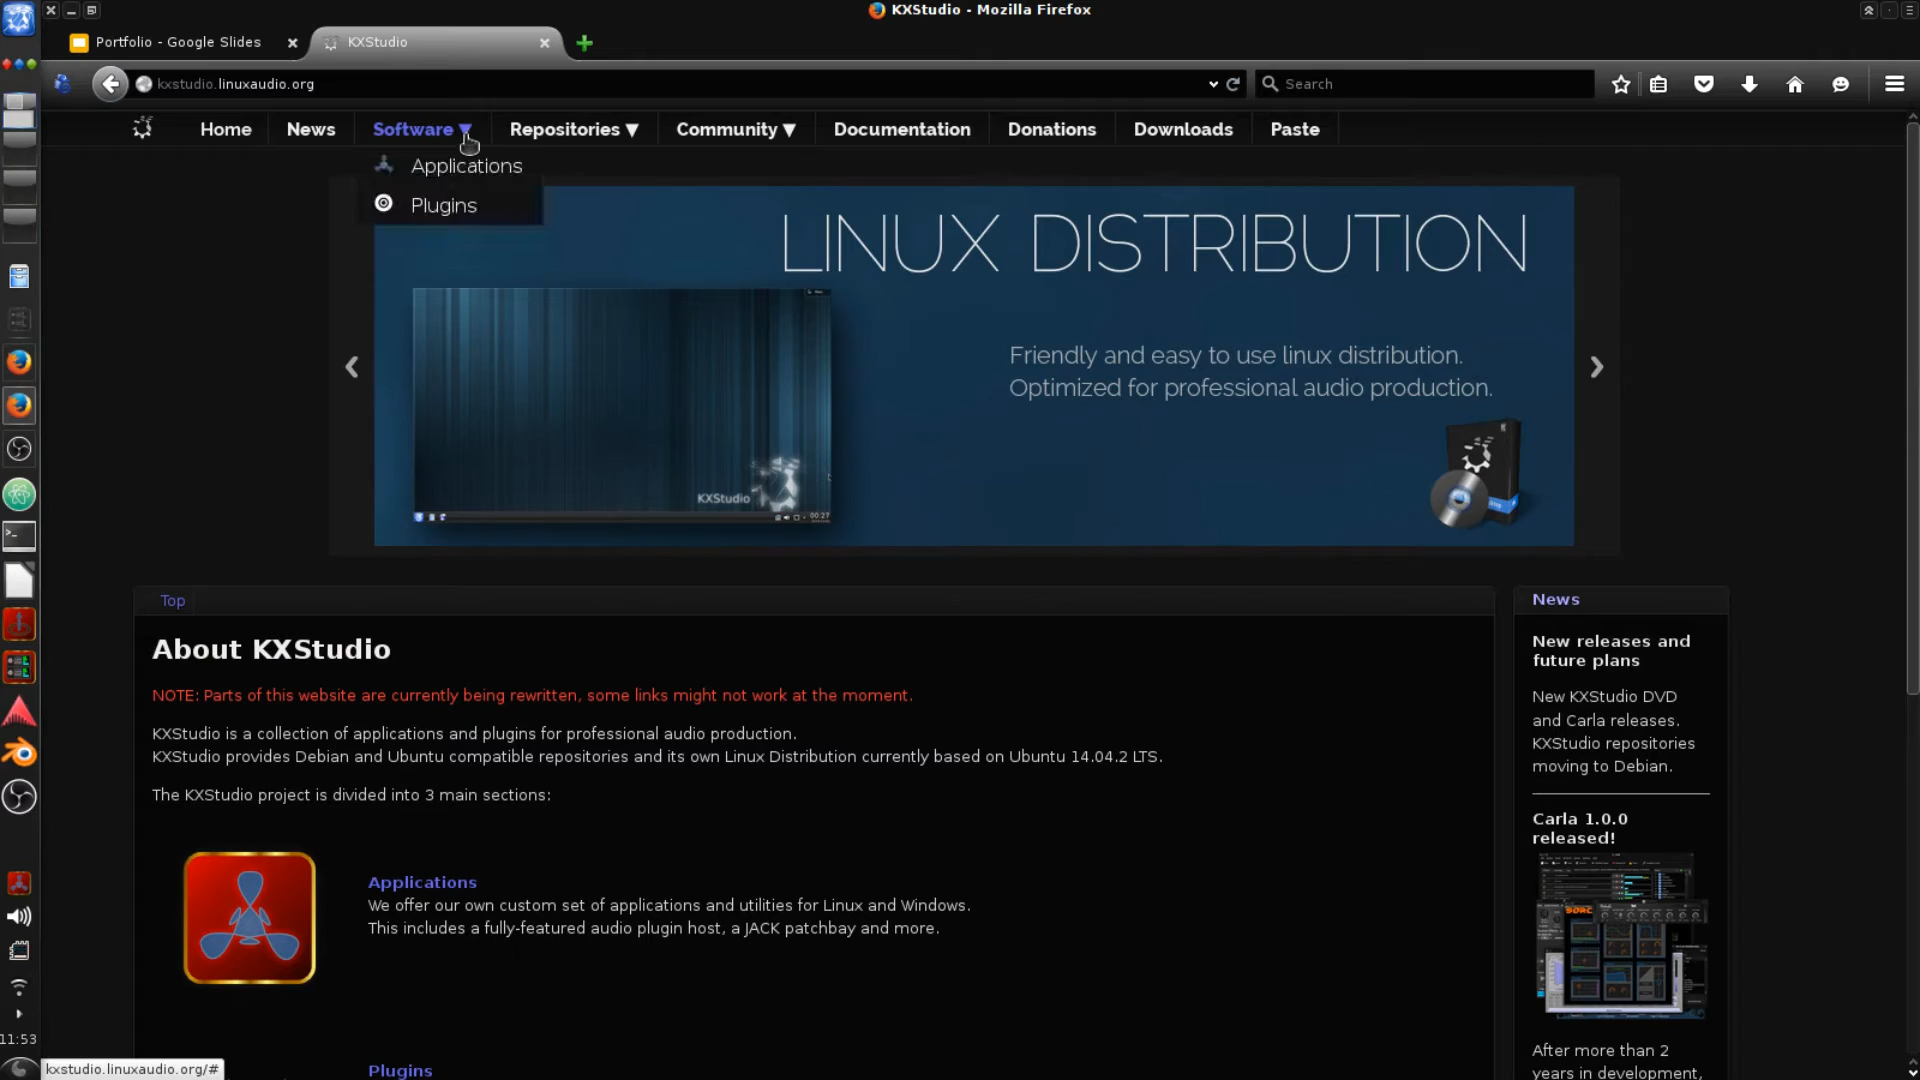 KXStudio - Mozilla Firefox
Portfolio - Google Slides
KXStudio
kxstudio.linuxaudio.org
Search
Home
News
Software ▼
Repositories ▼
Community ▼
Documentation
Donations
Downloads
Paste
Applications
Plugins
LINUX DISTRIBUTION
Friendly and easy to use linux distribution.
Optimized for professional audio production.
KXStudio
00:27
Top
About KXStudio
NOTE: Parts of this website are currently being rewritten, some links might not work at the moment.
KXStudio is a collection of applications and plugins for professional audio production.
KXStudio provides Debian and Ubuntu compatible repositories and its own Linux Distribution currently based on Ubuntu 14.04.2 LTS.
The KXStudio project is divided into 3 main sections:
Applications
We offer our own custom set of applications and utilities for Linux and Windows.
This includes a fully-featured audio plugin host, a JACK patchbay and more.
Plugins
News
New releases and
future plans
New KXStudio DVD
and Carla releases.
KXStudio repositories
moving to Debian.
Carla 1.0.0
released!
After more than 2
years in development,
11:53
kxstudio.linuxaudio.org/#